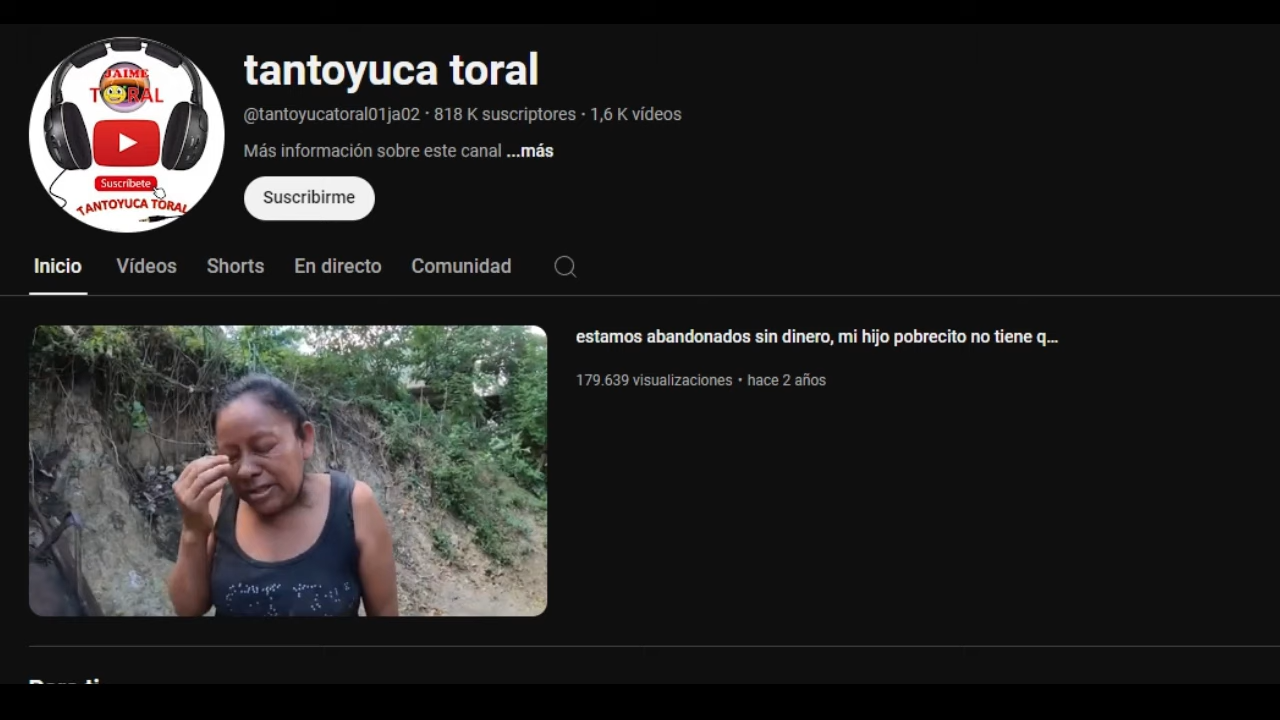 JAIME
TORAL
Suscríbete
TANTOYUCA TORAL
tantoyuca toral
@tantoyucatoral01ja02 · 818 K suscriptores · 1,6 K vídeos
Más información sobre este canal ...más
Suscribirme
Inicio Vídeos Shorts En directo Comunidad
estamos abandonados sin dinero, mi hijo pobrecito no tiene q...
179.639 visualizaciones · hace 2 años